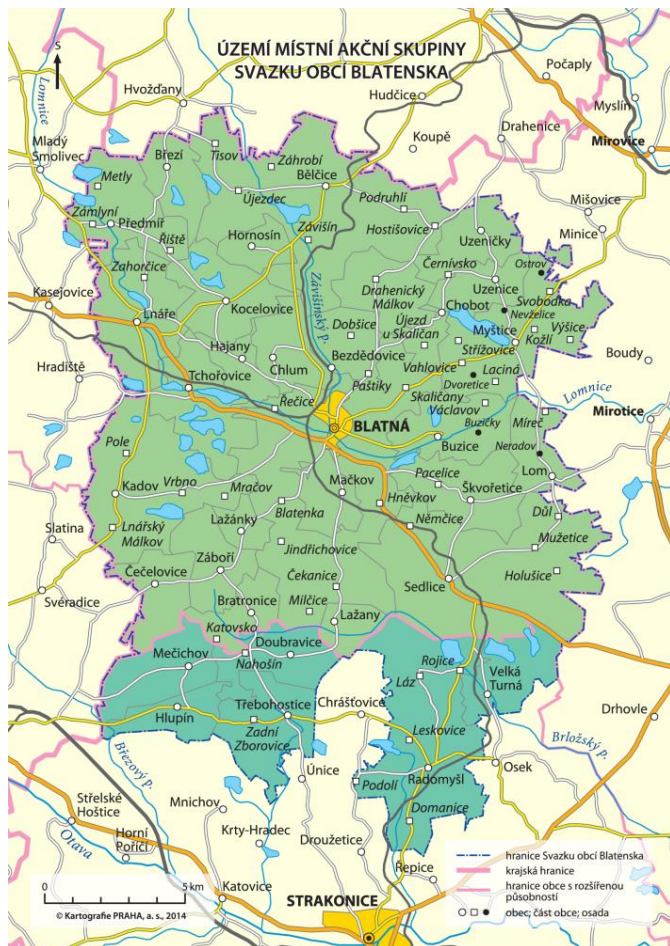 ÚZEMÍ MÍSTNÍ AKČNÍ SKUPINY
SVAZKU OBCÍ BLATENSKA
S
Lomnice
Hvožďany
Hudčice
Počaply
Myslín
Mladý
Smolivec
Březí
Tisov
Záhrobí
Bělčice
Koupě
Drahenice
Mirovice
Metly
Újezdec
Podruhlí
Mišovice
Zámlyní
Předmíř
Řiště
Hornosín
Závišín
Hostišovice
Uzeničky
Minice
Zahorčice
Závišínský p.
Černívsko
Ostrov
Kasejovice
Kocelovice
Drahenický
Málkov
Uzenice
Svobodka
Lnáře
Chobot
Nevželice
Dobšice
Újezd
u Skaličan
Myštice
Výšice
Kožlí
Hajany
Střížovice
Chlum
Bezdědovice
Boudy
Hradiště
Tchořovice
Paštiky
Vahlovice
Laciná
Dvoretice
Lomnice
Řečice
Skaličany
Václavov
Mirotice
BLATNÁ
Míreč
Buzičky
Buzice
Neradov
Pole
Pacelice
Lom
Kadov
Vrbno
Mračov
Mačkov
Hněvkov
Škvořetice
Blatenka
Důl
Slatina
Lnářský
Málkov
Lažánky
Němčice
Mužetice
Jindřichovice
Záboří
Holušice
Čečelovice
Čekanice
Sedlice
Svéradice
Bratronice
Milčice
Lažany
Katovsko
Doubravice
Mečichov
Nahošín
Rojice
Velká
Turná
Láz
Hlupín
Třebohostice
Chrášťovice
Drhovle
Zadní
Zborovice
Leskovice
Brložský p.
Březový p.
Únice
Radomyšl
Osek
Podolí
Střelské
Hoštice
Mnichov
Domanice
Otava
Horní
Poříčí
Krty-Hradec
Droužetice
Řepice
Katovice
STRAKONICE
0
5 km
© Kartografie PRAHA, a. s., 2014
hranice Svazku obcí Blatenska
krajská hranice
hranice obce s rozšířenou
působností
obec; část obce; osada